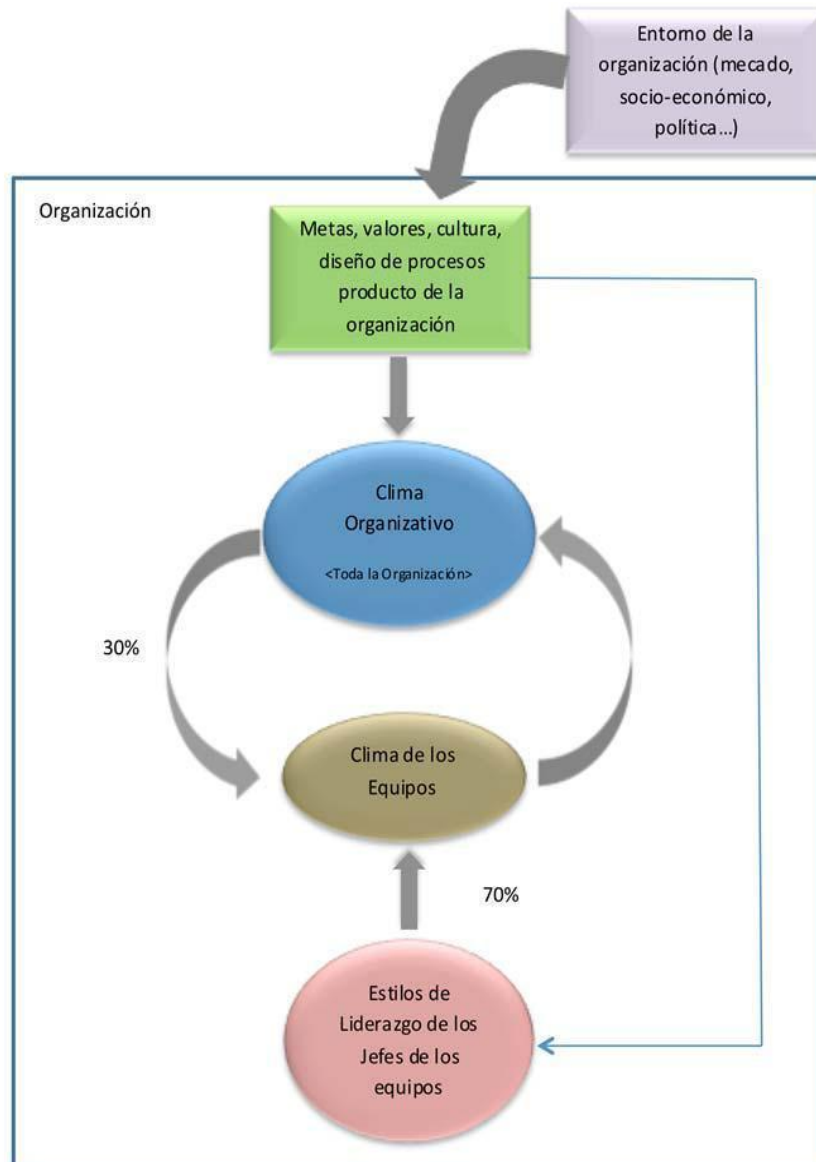 Entorno de la
organización (mecado,
socio-económico,
política...)
Organización
Metas, valores, cultura,
diseño de procesos
producto de la
organización
Clima
Organizativo
<Toda la Organización>
30%
Clima de los
Equipos
70%
Estilos de
Liderazgo de los
Jefes de los
equipos